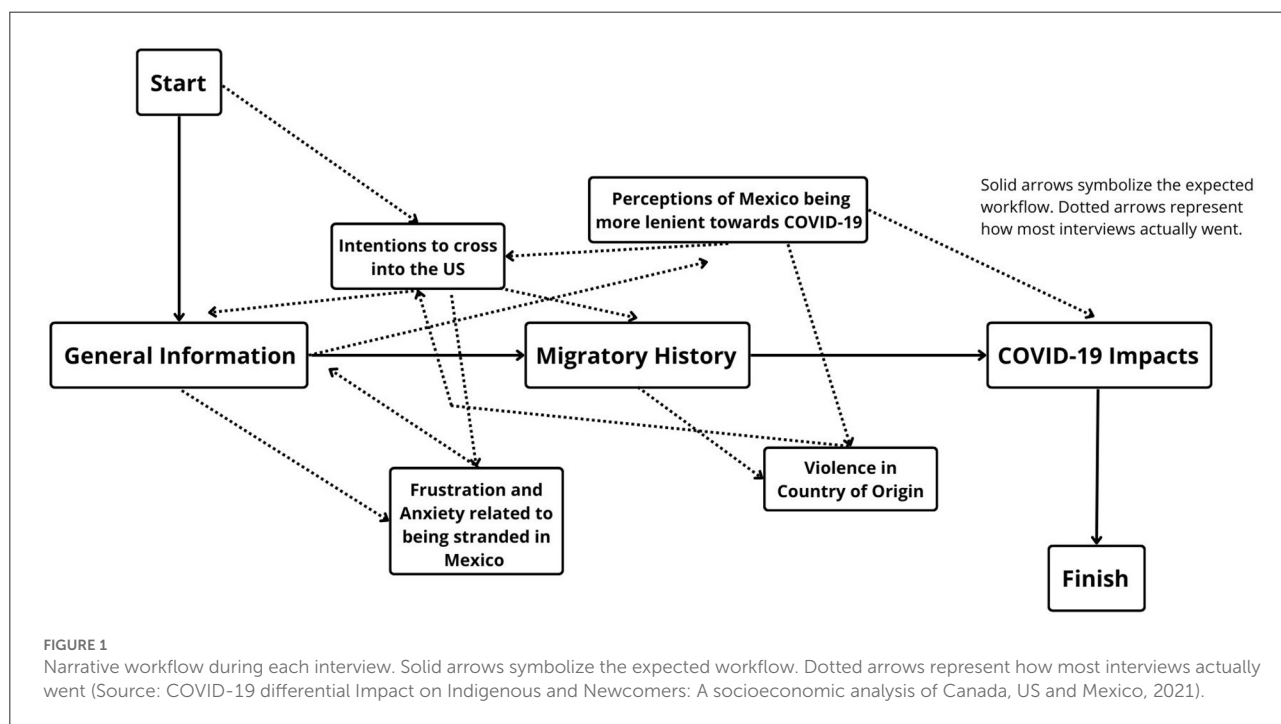 Start
Perceptions of Mexico being
more lenient towards COVID-19
Solid arrows symbolize the expected
workflow. Dotted arrows represent
how most interviews actually went.
Intentions to cross
into the US
General Information
Migratory History
COVID-19 Impacts
Frustration and
Anxiety related to
being stranded in
Mexico
Violence in
Country of Origin
Finish
FIGURE 1
Narrative workflow during each interview. Solid arrows symbolize the expected workflow. Dotted arrows represent how most interviews actually
went (Source: COVID-19 differential Impact on Indigenous and Newcomers: A socioeconomic analysis of Canada, US and Mexico, 2021).